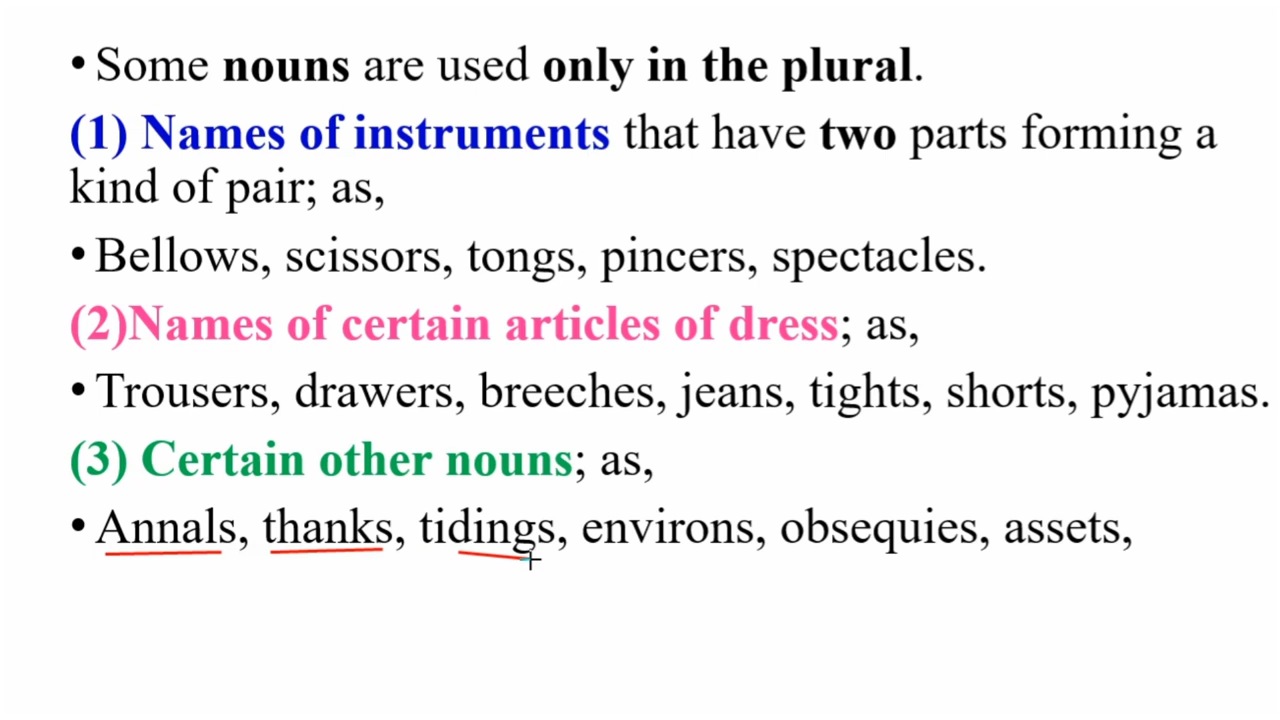 • Some nouns are used only in the plural.
(1) Names of instruments that have two parts forming a
kind of pair; as,
• Bellows, scissors, tongs, pincers, spectacles.
(2)Names of certain articles of dress; as,
• Trousers, drawers, breeches, jeans, tights, shorts, pyjamas.
(3) Certain other nouns; as,
• Annals, thanks, tidings, environs, obsequies, assets,